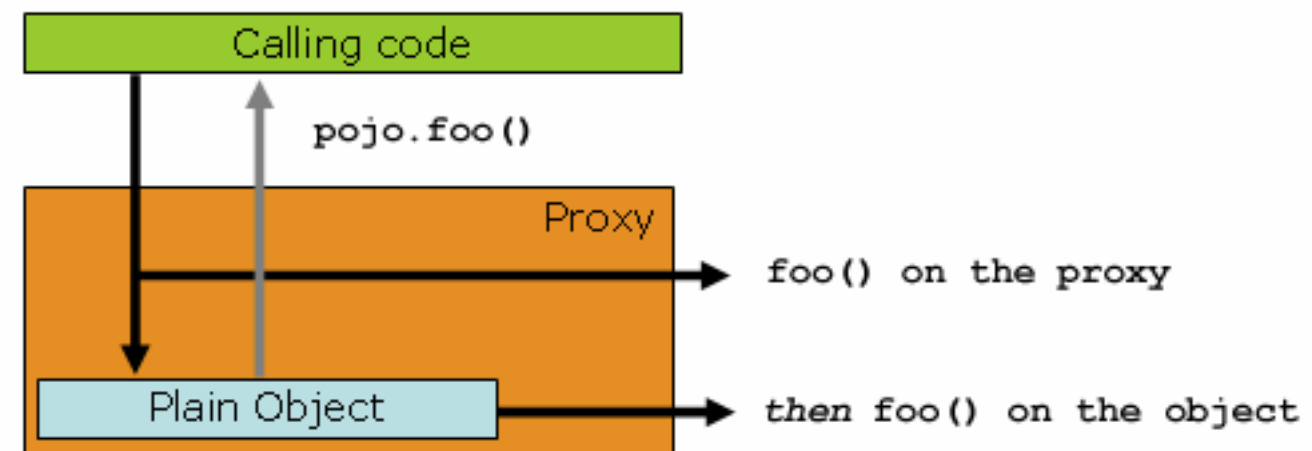 Calling code
pojo.foo()
Proxy
foo() on the proxy
Plain Object
then foo() on the object